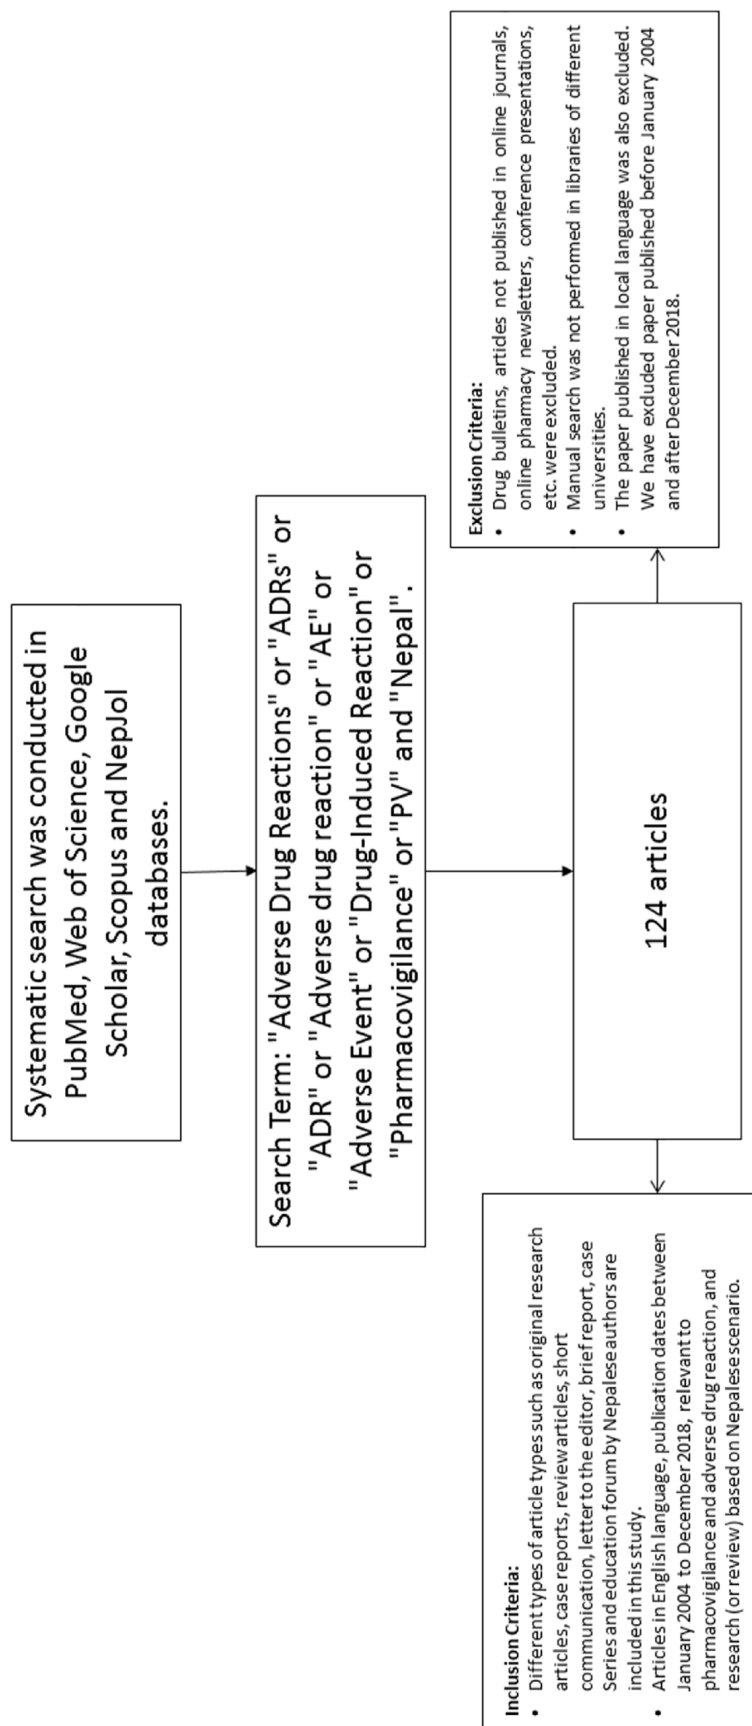 Systematic search was conducted in
PubMed, Web of Science, Google
Scholar, Scopus and NepJol
databases.
Search Term: "Adverse Drug Reactions" or "ADRs" or
"ADR" or "Adverse drug reaction" or "AE" or
"Adverse Event" or "Drug-Induced Reaction" or
"Pharmacovigilance" or "PV" and "Nepal".
124 articles
Inclusion Criteria:
• Different types of article types such as original research
articles, case reports, review articles, short
communication, letter to the editor, brief report, case
Series and education forum by Nepalese authors are
included in this study.
• Articles in English language, publication dates between
January 2004 to December 2018, relevant to
pharmacovigilance and adverse drug reaction, and
research (or review) based on Nepalese scenario.
Exclusion Criteria:
• Drug bulletins, articles not published in online journals,
online pharmacy newsletters, conference presentations,
etc. were excluded.
• Manual search was not performed in libraries of different
universities.
• The paper published in local language was also excluded.
We have excluded paper published before January 2004
and after December 2018.